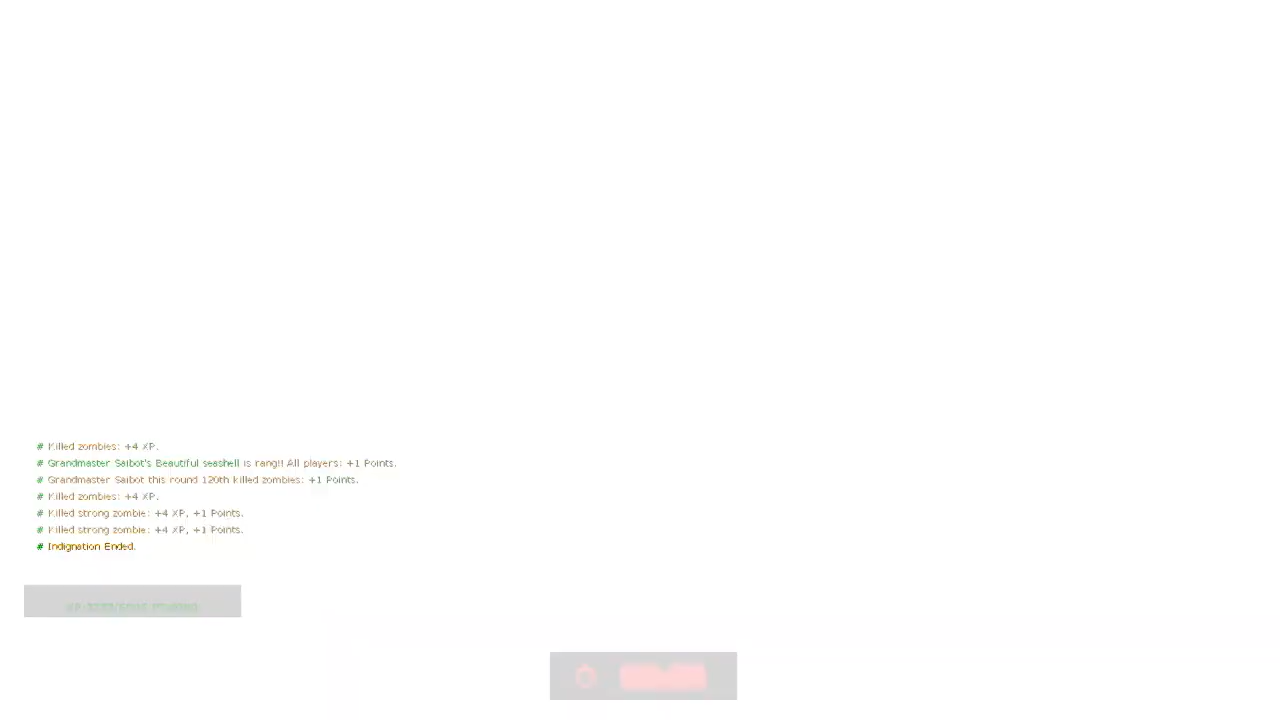 # Killed zombies: +4 XP.
# Grandmaster Saibot's Beautiful seashell is rang!! All players: +1 Points.
# Grandmaster Saibot this round 120th killed zombies: +1 Points.
# Killed zombies: +4 XP.
# Killed strong zombie: +4 XP, +1 Points.
# Killed strong zombie: +4 XP, +1 Points.
# Indignation Ended.